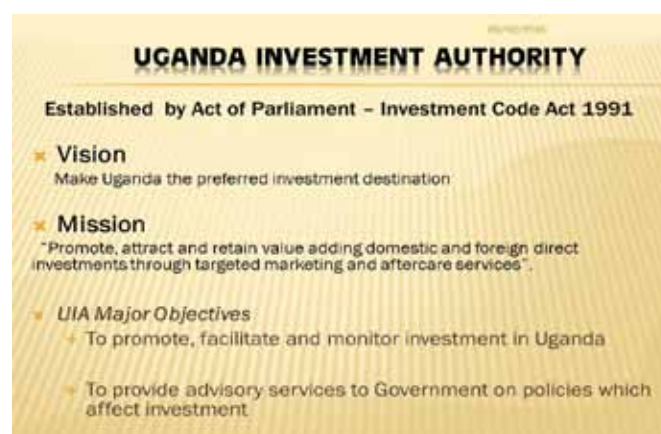 UGANDA INVESTMENT AUTHORITY
Established by Act of Parliament – Investment Code Act 1991
Vision
Make Uganda the preferred investment destination
Mission
"Promote, attract and retain value adding domestic and foreign direct
investments through targeted marketing and aftercare services".
UIA Major Objectives
To promote, facilitate and monitor investment in Uganda
To provide advisory services to Government on policies which
affect investment